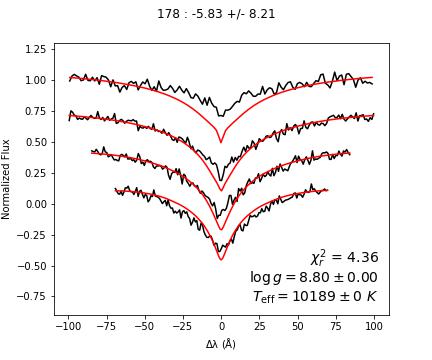 178 : -5.83 +/- 8.21
1.25
1.00
0.75
0.50
0.25
0.00
−0.25
−0.50
−0.75
Normalized Flux
χ²ᵣ = 4.36
log g = 8.80 ± 0.00
T_eff = 10189 ± 0 K
−100 −75 −50 −25 0 25 50 75 100
Δλ (Å)